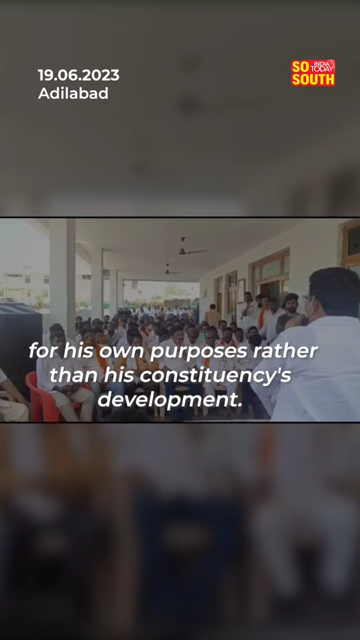 19.06.2023
Adilabad
SO INDIA TODAY
SOUTH
for his own purposes rather
than his constituency's
development.